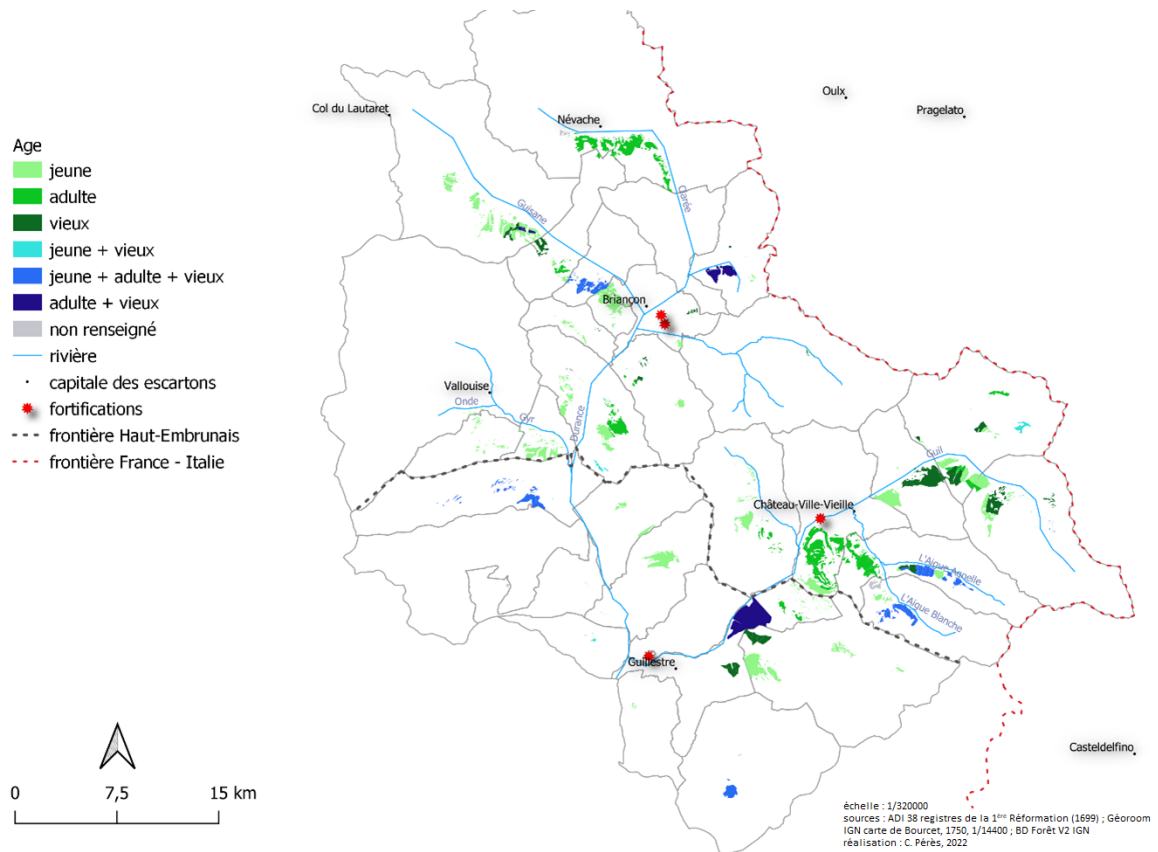 Age
jeune
adulte
vieux
jeune + vieux
jeune + adulte + vieux
adulte + vieux
non renseigné
rivière
capitale des escartons
fortifications
frontière Haut-Embrunais
frontière France - Italie
0 7,5 15 km
Oulx
Pragelato
Col du Lautaret
Névache
Clarée
Guisane
Briançon
Vallouise
Onde
Gyr
Durance
Guil
Château-Ville-Vieille
L'Aigue Agnelle
L'Aigue Blanche
Guillestre
Casteldelfino
échelle : 1/320000
sources : ADI 38 registres de la 1ère Réformation (1699) ; Géoroom
IGN carte de Bourcet, 1750, 1/14400 ; BD Forêt V2 IGN
réalisation : C. Pérès, 2022